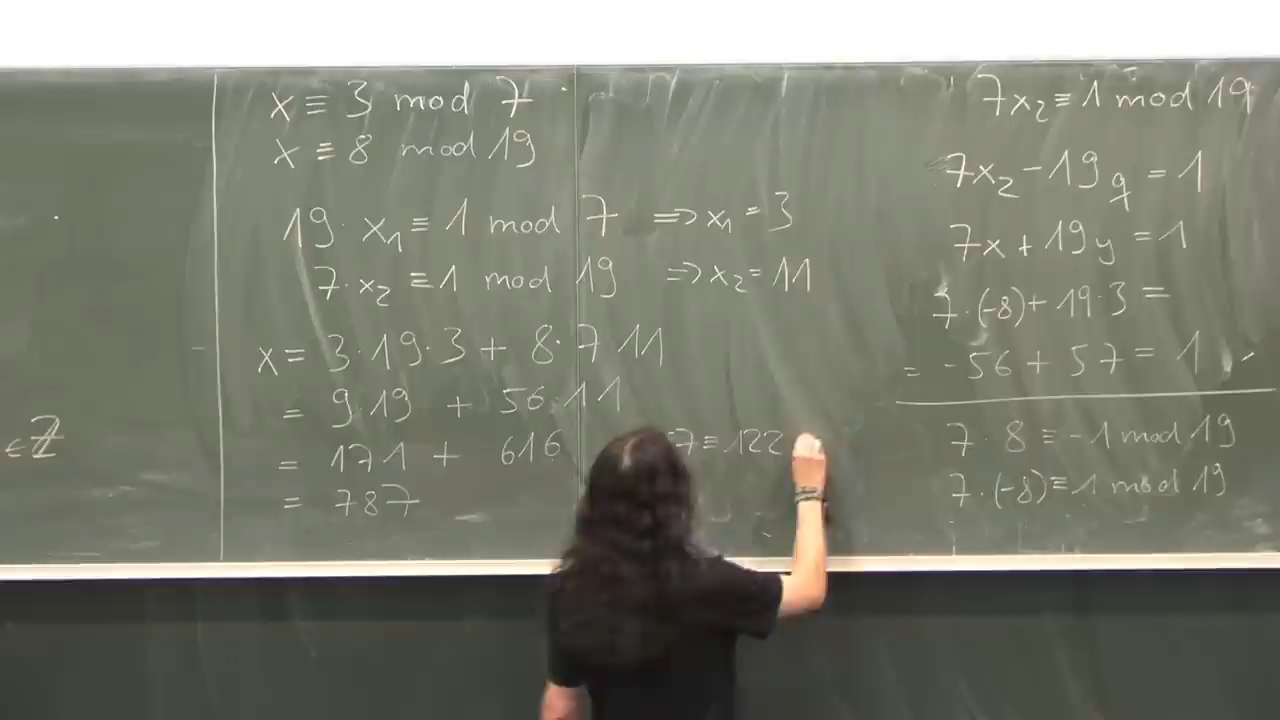 ∈ℤ
x ≡ 3 mod 7
x ≡ 8 mod 19
19 · x₁ ≡ 1 mod 7 ⇒ x₁ = 3
7 · x₂ ≡ 1 mod 19 ⇒ x₂ = 11
x = 3·19·3 + 8·7 11
= 9·19 + 56·11
= 171 + 616
= 787
7 ≡ 122
7x₂ ≡ 1 mod 19
7x₂ - 19q = 1
7x + 19y = 1
7·(-8) + 19·3 =
= -56 + 57 = 1
7 · 8 ≡ -1 mod 19
7·(-8) ≡ 1 mod 19